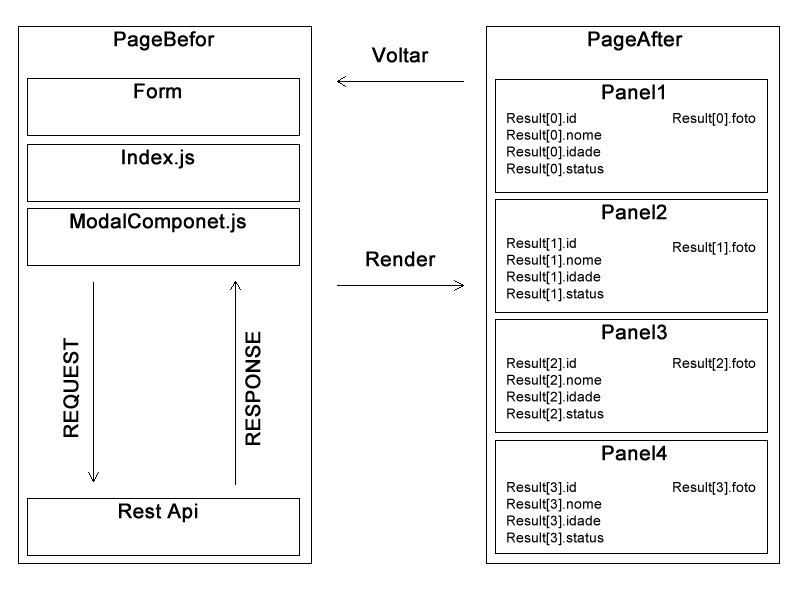 PageBefor
Form
Index.js
ModalComponet.js
REQUEST
RESPONSE
Rest Api
Voltar
Render
PageAfter
Panel1
Result[0].id
Result[0].foto
Result[0].nome
Result[0].idade
Result[0].status
Panel2
Result[1].id
Result[1].foto
Result[1].nome
Result[1].idade
Result[1].status
Panel3
Result[2].id
Result[2].foto
Result[2].nome
Result[2].idade
Result[2].status
Panel4
Result[3].id
Result[3].foto
Result[3].nome
Result[3].idade
Result[3].status